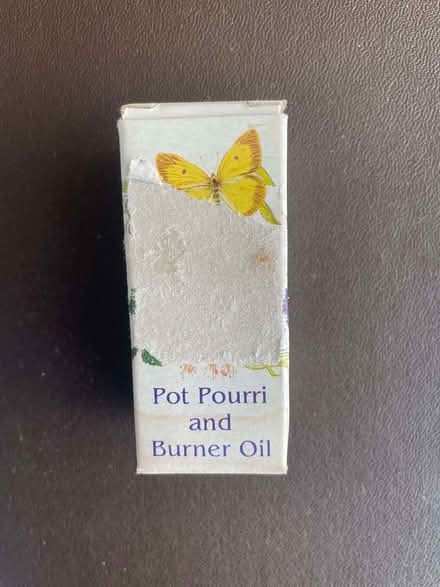 Pot Pourri
and
Burner Oil